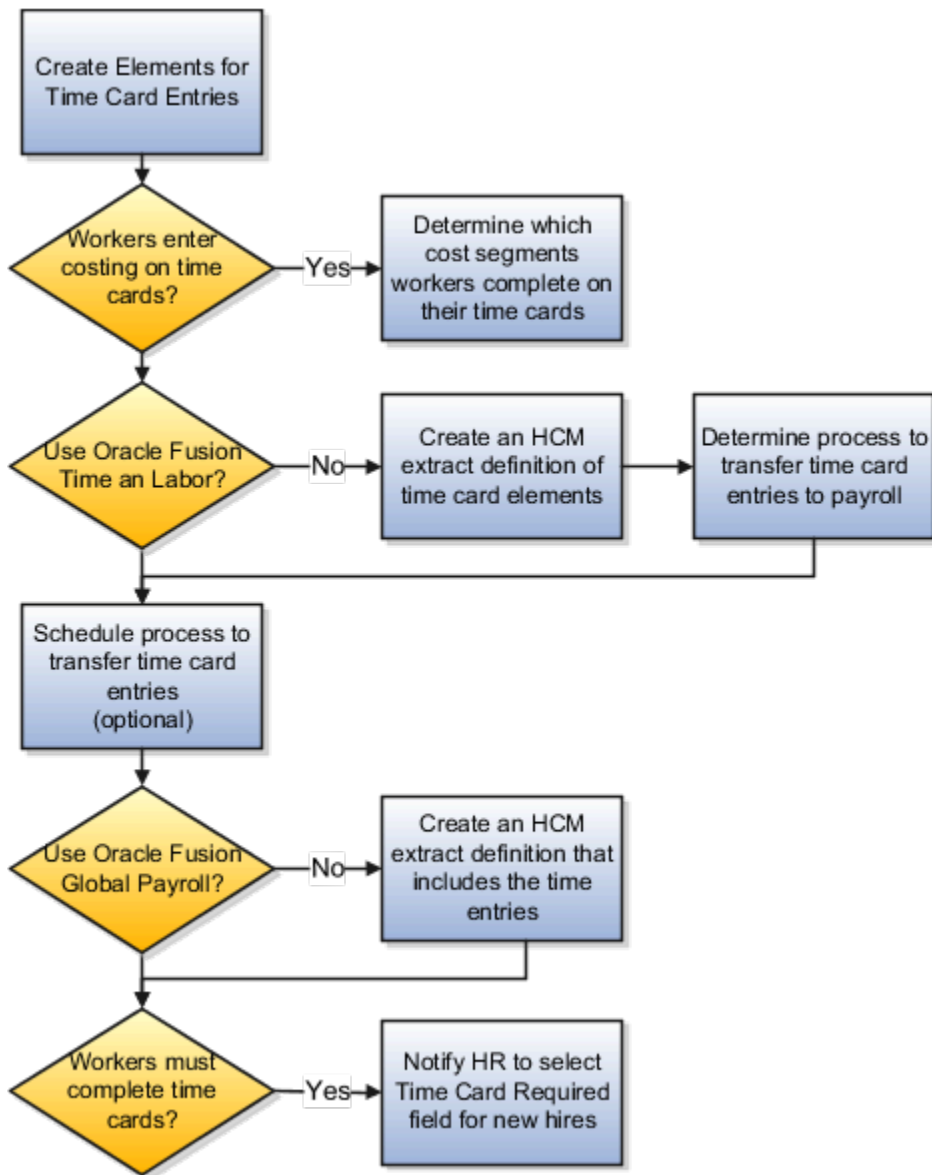 Create Elements for
Time Card Entries
Workers enter
costing on time
cards?
Yes
Determine which
cost segments
workers complete on
their time cards
Use Oracle Fusion
Time an Labor?
No
Create an HCM
extract definition of
time card elements
Determine process to
transfer time card
entries to payroll
Schedule process to
transfer time card
entries
(optional)
Use Oracle Fusion
Global Payroll?
No
Create an HCM
extract definition that
includes the time
entries
Workers must
complete time
cards?
Yes
Notify HR to select
Time Card Required
field for new hires